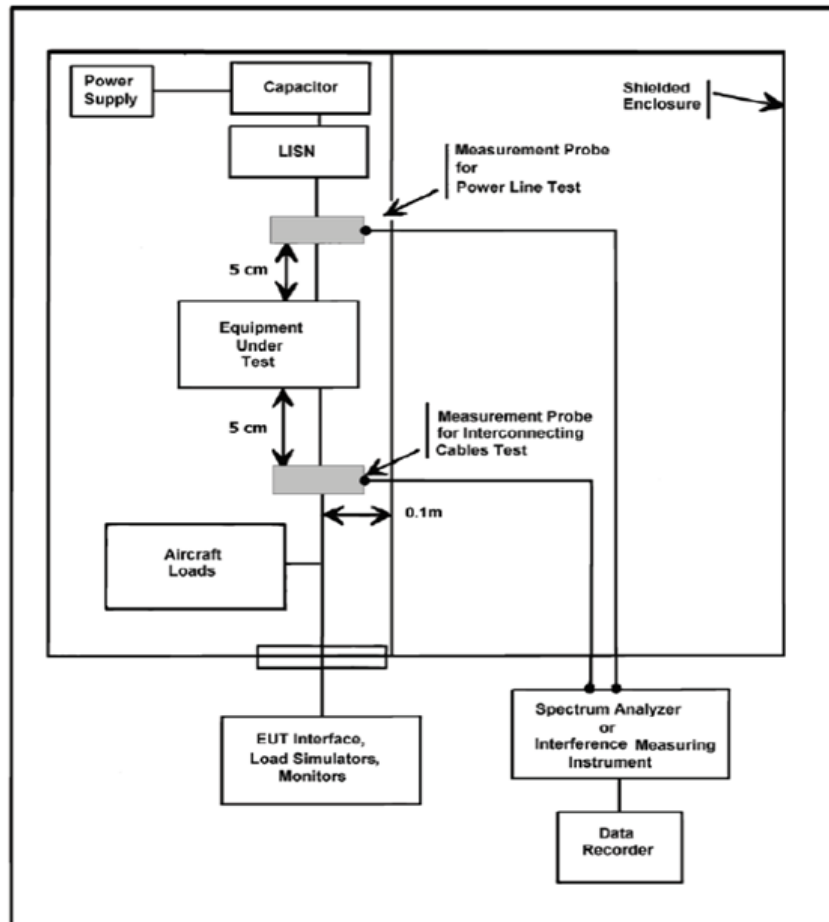 Power
Supply
Capacitor
Shielded
Enclosure
LISN
Measurement Probe
for
Power Line Test
5 cm
Equipment
Under
Test
5 cm
Measurement Probe
for Interconnecting
Cables Test
0.1m
Aircraft
Loads
EUT Interface,
Load Simulators,
Monitors
Spectrum Analyzer
or
Interference Measuring
Instrument
Data
Recorder